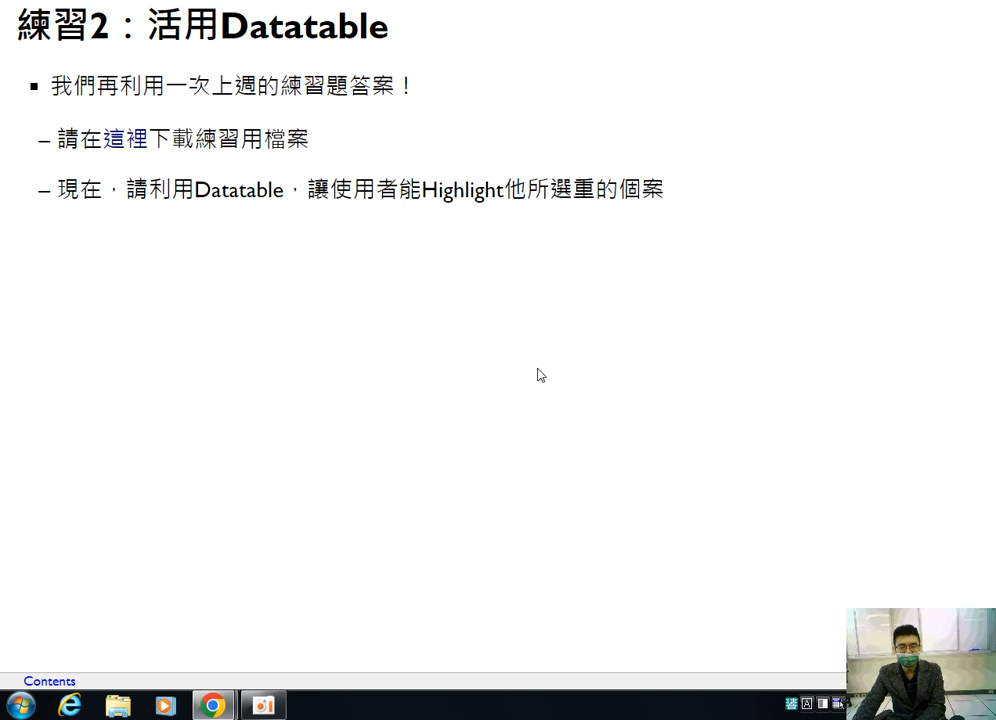 練習2：活用Datatable
▪ 我們再利用一次上週的練習題答案！
– 請在這裡下載練習用檔案
– 現在，請利用Datatable，讓使用者能Highlight他所選重的個案
Contents